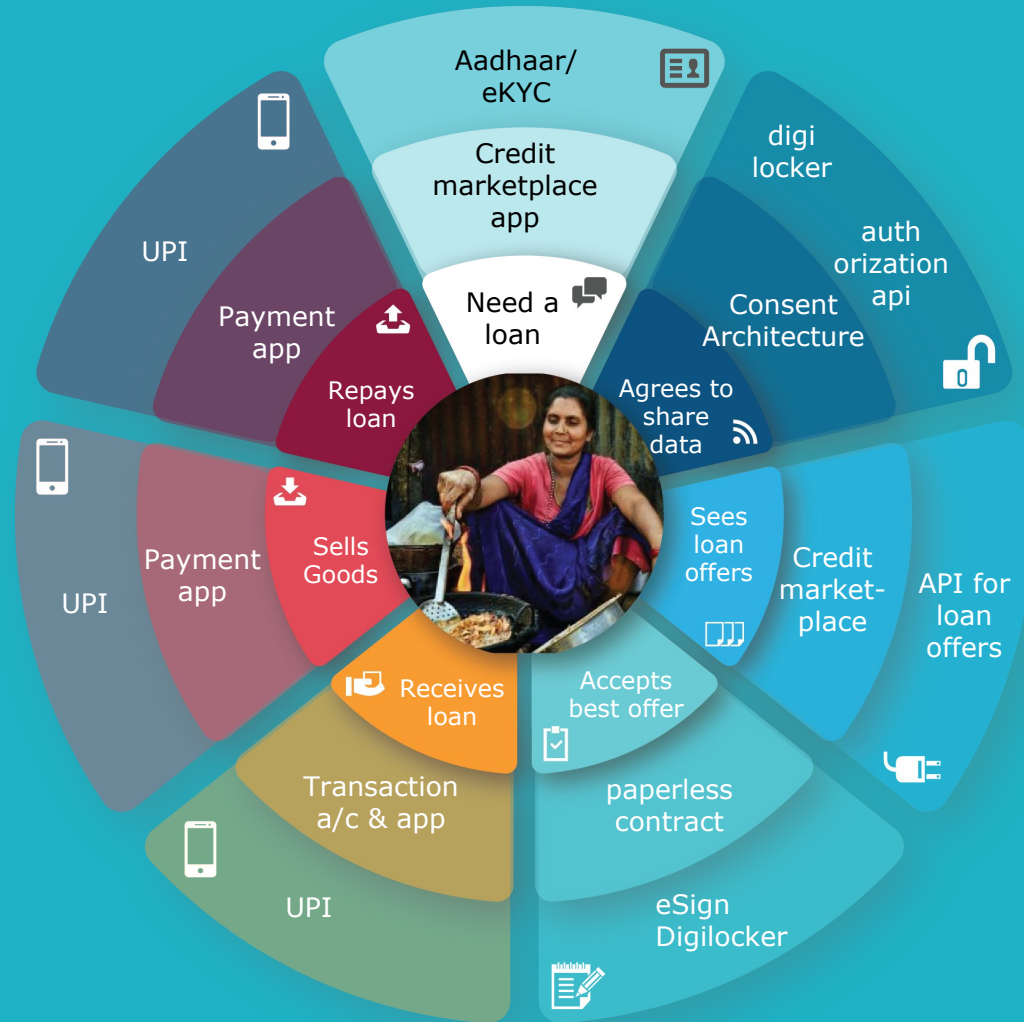 Aadhaar/
eKYC
Credit
marketplace
app
Need a
loan
digi
locker
auth
orization
api
Consent
Architecture
Agrees to
share
data
Sees
loan
offers
Credit
market-
place
API for
loan
offers
Accepts
best offer
paperless
contract
eSign
Digilocker
Receives
loan
Transaction
a/c & app
UPI
Sells
Goods
Payment
app
UPI
Repays
loan
Payment
app
UPI